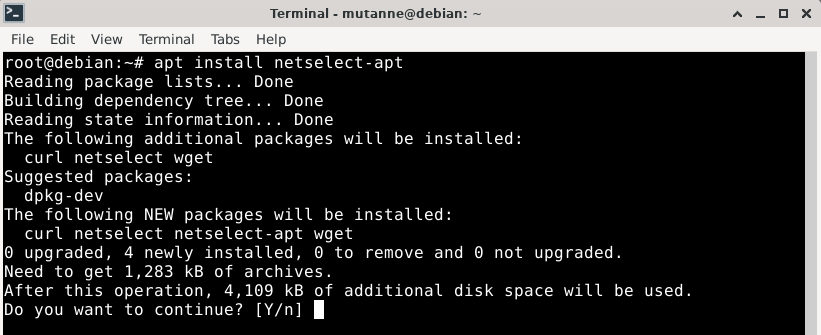 Terminal - mutanne@debian: ~
File Edit View Terminal Tabs Help
root@debian:~# apt install netselect-apt
Reading package lists... Done
Building dependency tree... Done
Reading state information... Done
The following additional packages will be installed:
  curl netselect wget
Suggested packages:
  dpkg-dev
The following NEW packages will be installed:
  curl netselect netselect-apt wget
0 upgraded, 4 newly installed, 0 to remove and 0 not upgraded.
Need to get 1,283 kB of archives.
After this operation, 4,109 kB of additional disk space will be used.
Do you want to continue? [Y/n]